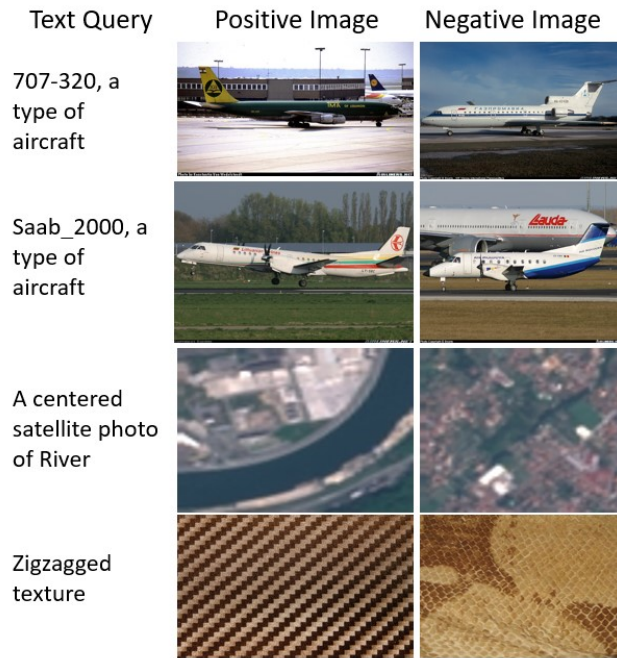 Text Query Positive Image Negative Image
707-320, a
type of
aircraft
Saab_2000, a
type of
aircraft
Lauda
A centered
satellite photo
of River
Zigzagged
texture